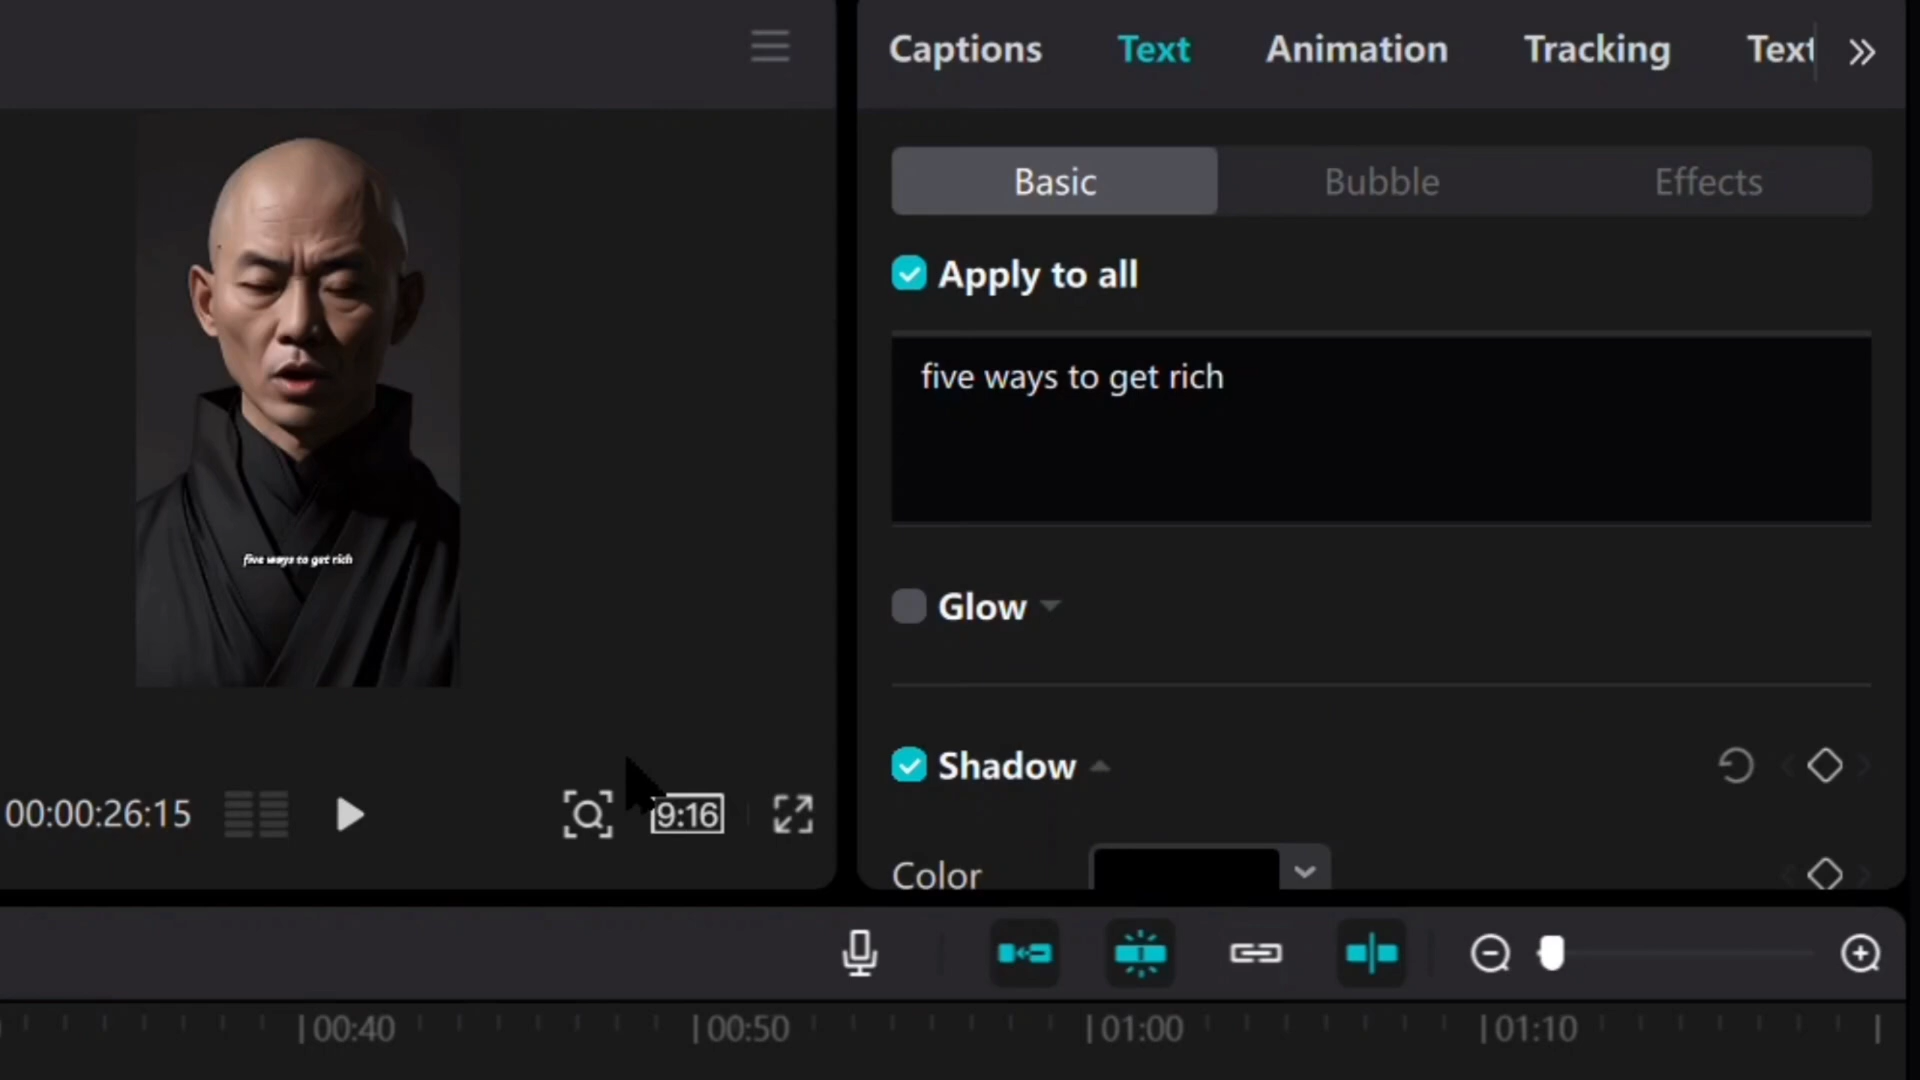 Captions Text Animation Tracking Text
Basic Bubble Effects
Apply to all
five ways to get rich
five ways to get rich
Glow
Shadow
00:00:26:15 9:16
Color
00:40 00:50 01:00 01:10